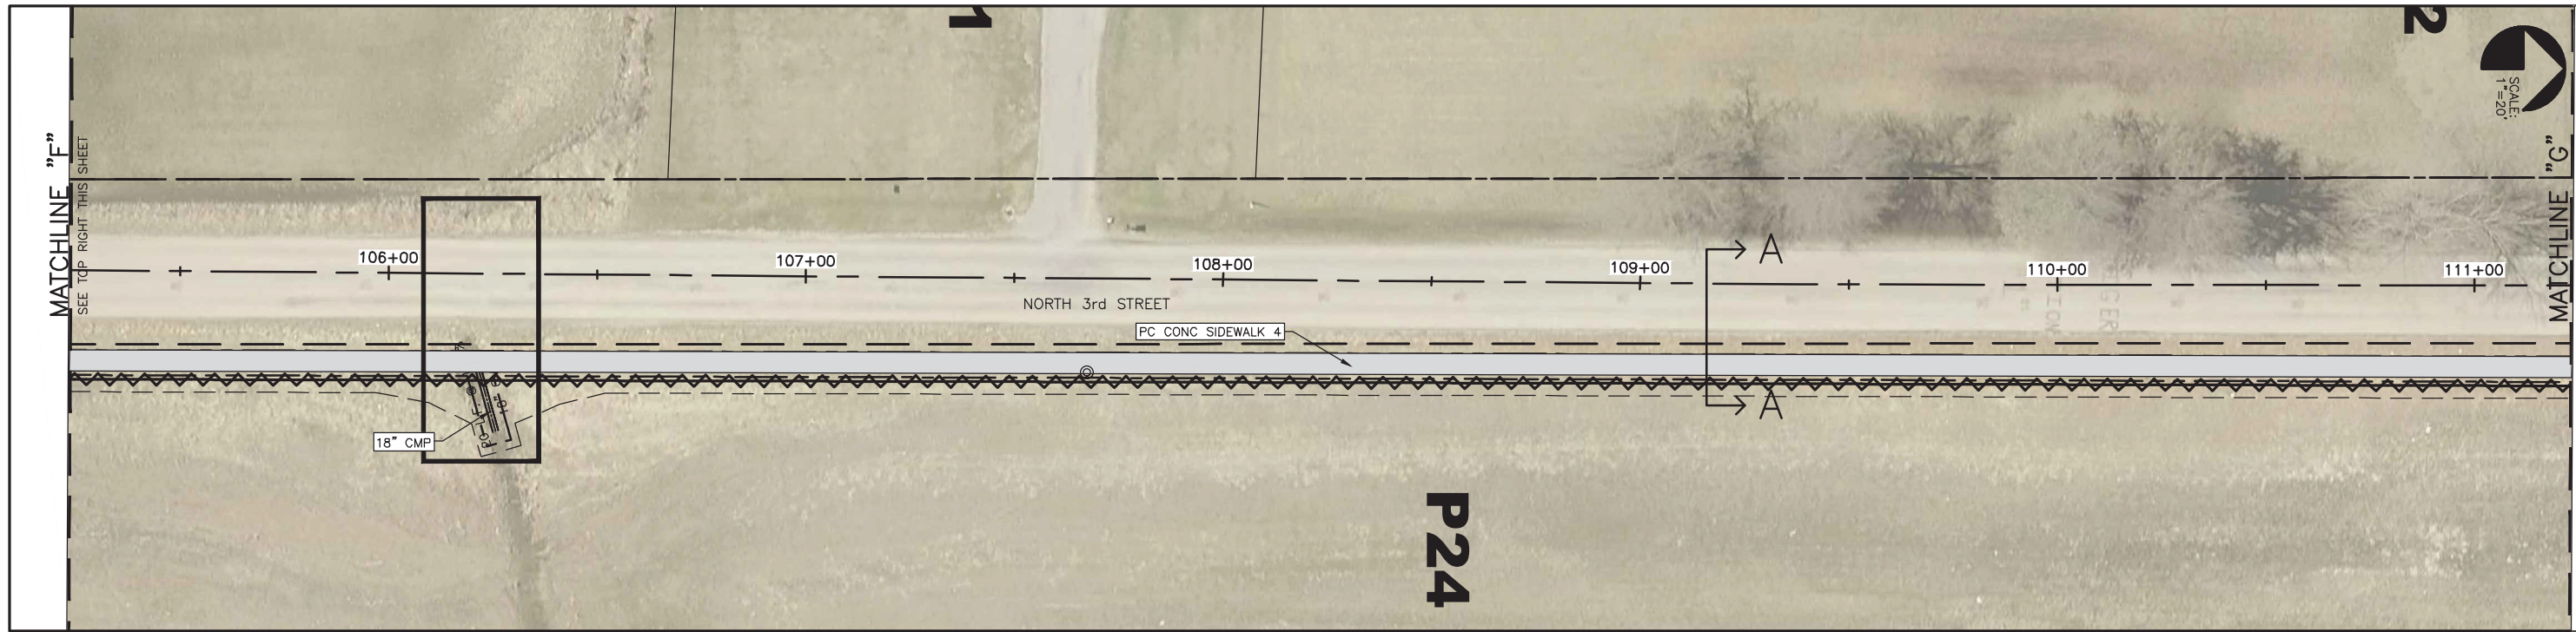 1
2
SCALE:
1"=20'
MATCHLINE "F"
SEE TOP RIGHT THIS SHEET
MATCHLINE "G"
106+00
107+00
108+00
109+00
110+00
111+00
A
NORTH 3rd STREET
PC CONC SIDEWALK 4
A
18" CMP
P24